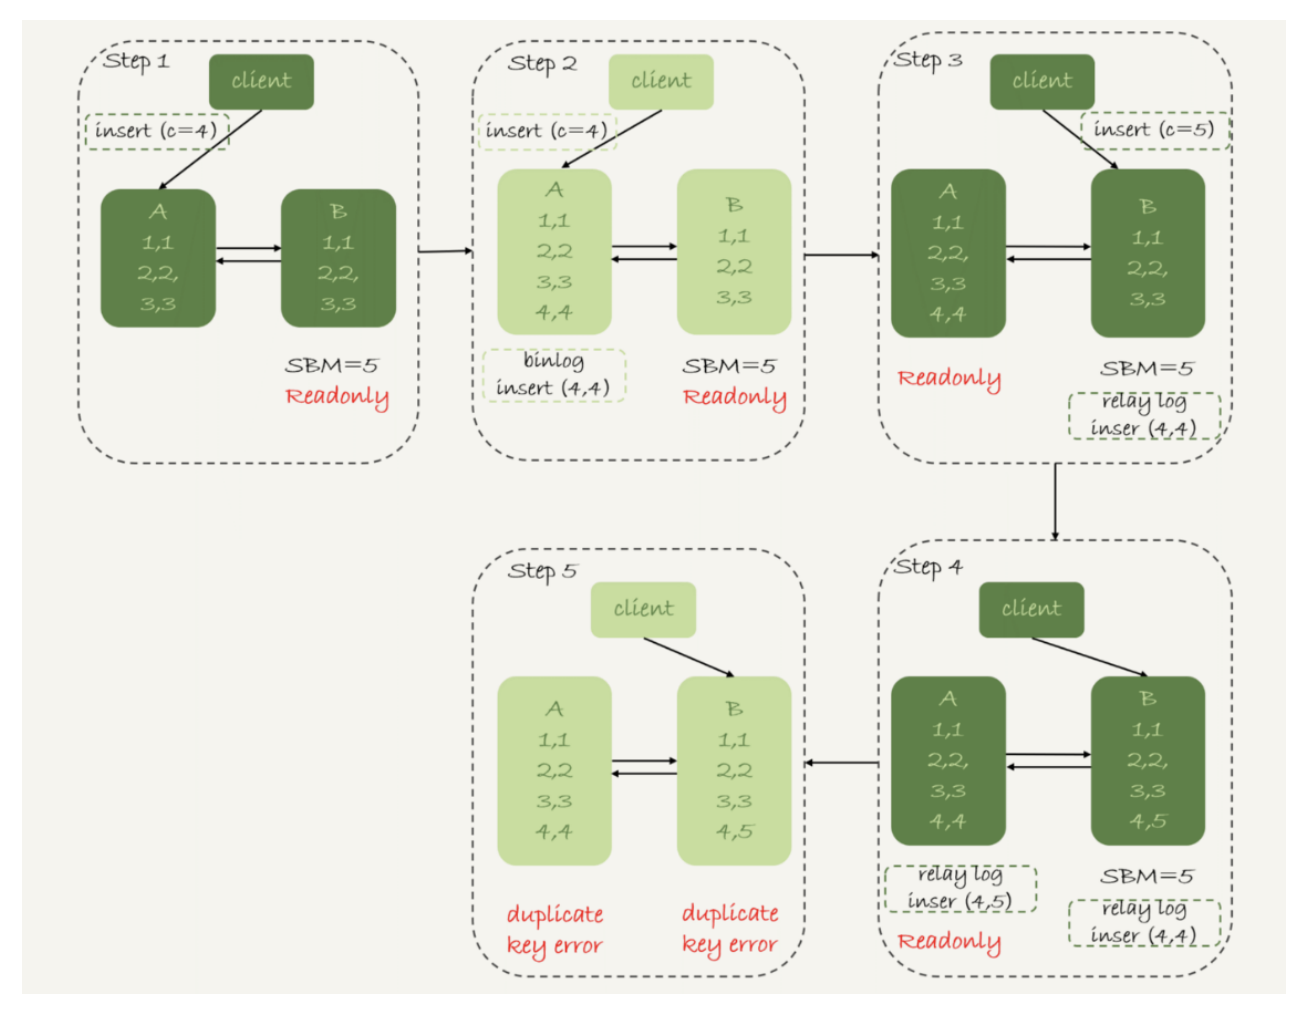 Step 1
client
insert (c=4)
A
1,1
2,2,
3,3
B
1,1
2,2,
3,3
SBM=5
Readonly
Step 2
client
insert (c=4)
A
1,1
2,2
3,3
4,4
B
1,1
2,2
3,3
binlog
insert (4,4)
SBM=5
Readonly
Step 3
client
insert (c=5)
A
1,1
2,2,
3,3
4,4
B
1,1
2,2,
3,3
Readonly
SBM=5
relay log
inser (4,4)
Step 4
client
A
1,1
2,2,
3,3
4,4
B
1,1
2,2,
3,3
4,5
relay log
inser (4,5)
Readonly
SBM=5
relay log
inser (4,4)
Step 5
client
A
1,1
2,2
3,3
4,4
B
1,1
2,2
3,3
4,5
duplicate
key error
duplicate
key error